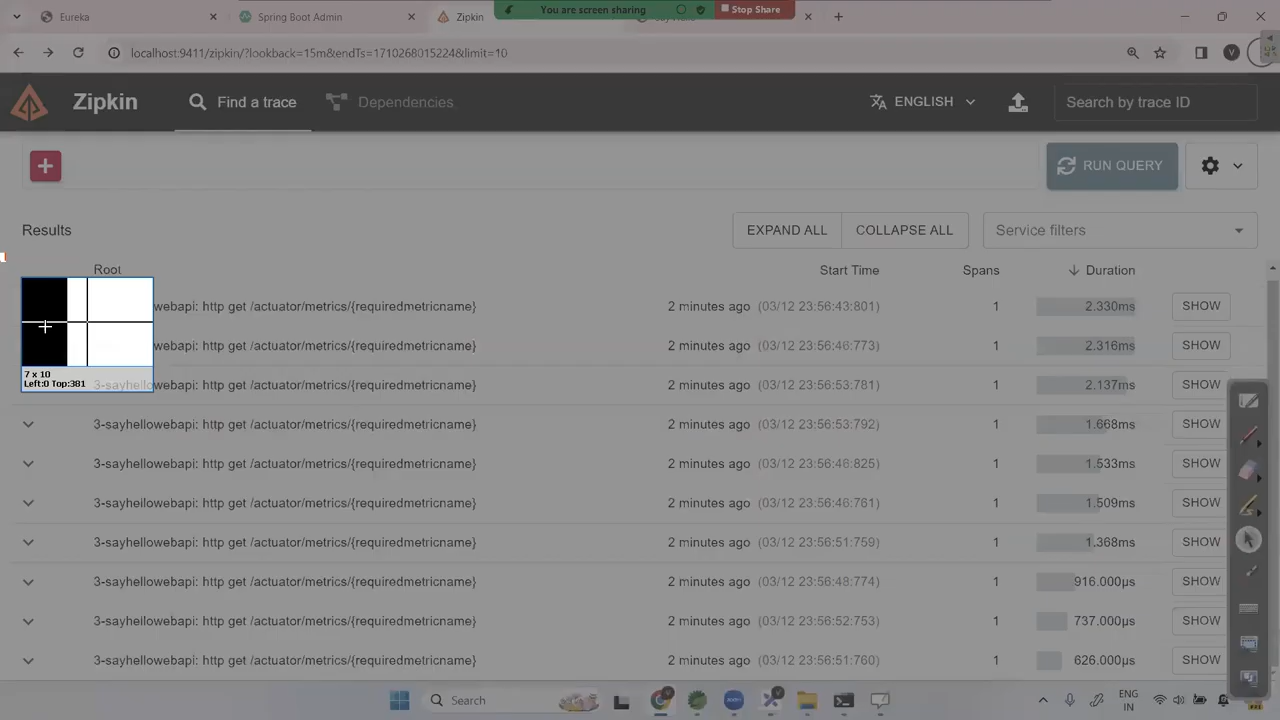 Eureka
Spring Boot Admin
Zipkin
You are screen sharing
Stop Share
localhost:9411/zipkin/?lookback=15m&endTs=1710268015224&limit=10
V
Zipkin
Find a trace
Dependencies
ENGLISH
Search by trace ID
RUN QUERY
Results
EXPAND ALL
COLLAPSE ALL
Service filters
Root
Start Time
Spans
Duration
webapi: http get /actuator/metrics/{requiredmetricname} 2 minutes ago (03/12 23:56:43:801) 1 2.330ms SHOW
webapi: http get /actuator/metrics/{requiredmetricname} 2 minutes ago (03/12 23:56:46:773) 1 2.316ms SHOW
7 x 10
Left:0 Top:381
3-sayhellowebapi: http get /actuator/metrics/{requiredmetricname} 2 minutes ago (03/12 23:56:53:781) 1 2.137ms SHOW
3-sayhellowebapi: http get /actuator/metrics/{requiredmetricname} 2 minutes ago (03/12 23:56:53:792) 1 1.668ms SHOW
3-sayhellowebapi: http get /actuator/metrics/{requiredmetricname} 2 minutes ago (03/12 23:56:46:825) 1 1.533ms SHOW
3-sayhellowebapi: http get /actuator/metrics/{requiredmetricname} 2 minutes ago (03/12 23:56:46:761) 1 1.509ms SHOW
3-sayhellowebapi: http get /actuator/metrics/{requiredmetricname} 2 minutes ago (03/12 23:56:51:759) 1 1.368ms SHOW
3-sayhellowebapi: http get /actuator/metrics/{requiredmetricname} 2 minutes ago (03/12 23:56:48:774) 1 916.000μs SHOW
3-sayhellowebapi: http get /actuator/metrics/{requiredmetricname} 2 minutes ago (03/12 23:56:52:753) 1 737.000μs SHOW
3-sayhellowebapi: http get /actuator/metrics/{requiredmetricname} 2 minutes ago (03/12 23:56:51:760) 1 626.000μs SHOW
Search
ENG
IN